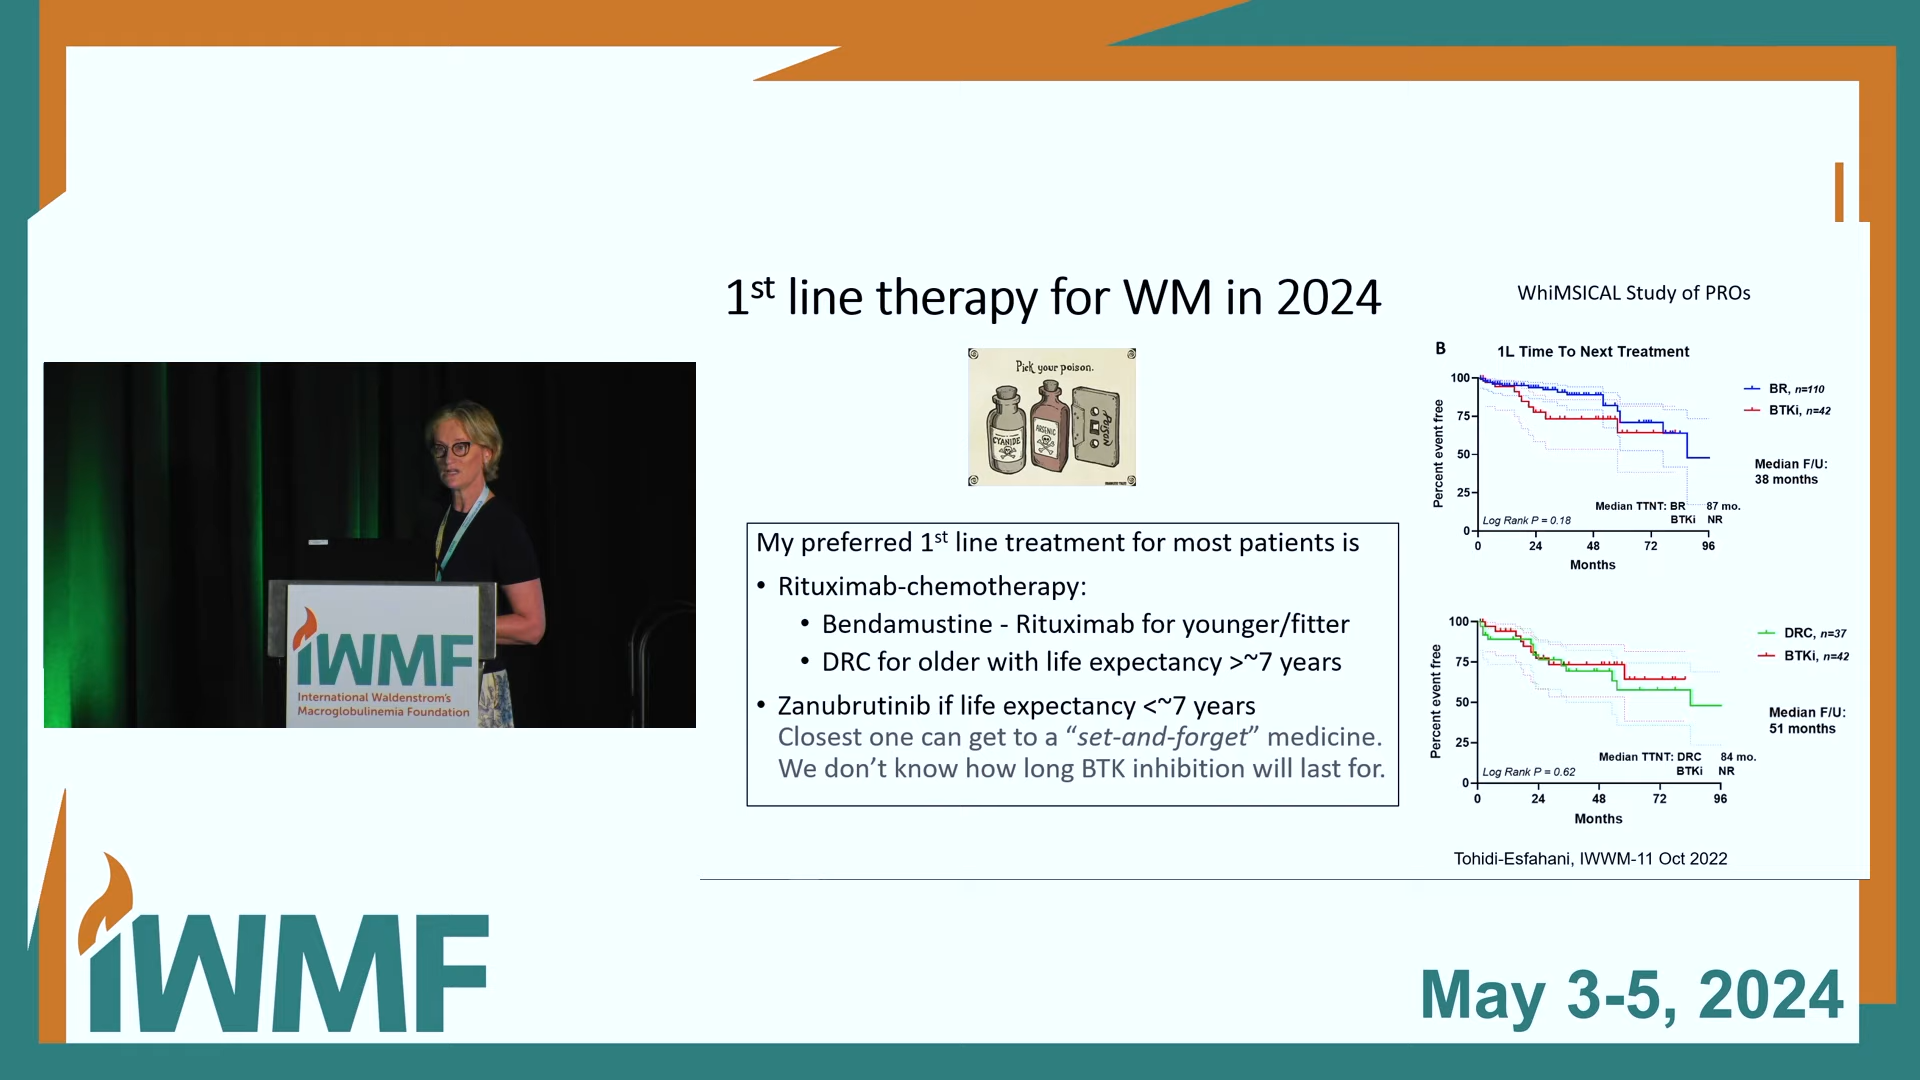 1st line therapy for WM in 2024
WhiMSICAL Study of PROs
Pick your poison.
CYANIDE
ARSENIC
POISON
My preferred 1st line treatment for most patients is
• Rituximab-chemotherapy:
• Bendamustine - Rituximab for younger/fitter
• DRC for older with life expectancy >~7 years
• Zanubrutinib if life expectancy <~7 years
Closest one can get to a “set-and-forget” medicine.
We don’t know how long BTK inhibition will last for.
B
1L Time To Next Treatment
Percent event free
100
75
50
25
0
BR, n=110
BTKi, n=42
Median F/U:
38 months
Median TTNT: BR 87 mo.
BTKi NR
Log Rank P = 0.18
0 24 48 72 96
Months
Percent event free
100
75
50
25
0
DRC, n=37
BTKi, n=42
Median F/U:
51 months
Median TTNT: DRC 84 mo.
BTKi NR
Log Rank P = 0.62
0 24 48 72 96
Months
Tohidi-Esfahani, IWWM-11 Oct 2022
iWMF
International Waldenstrom's
Macroglobulinemia Foundation
iWMF
May 3-5, 2024